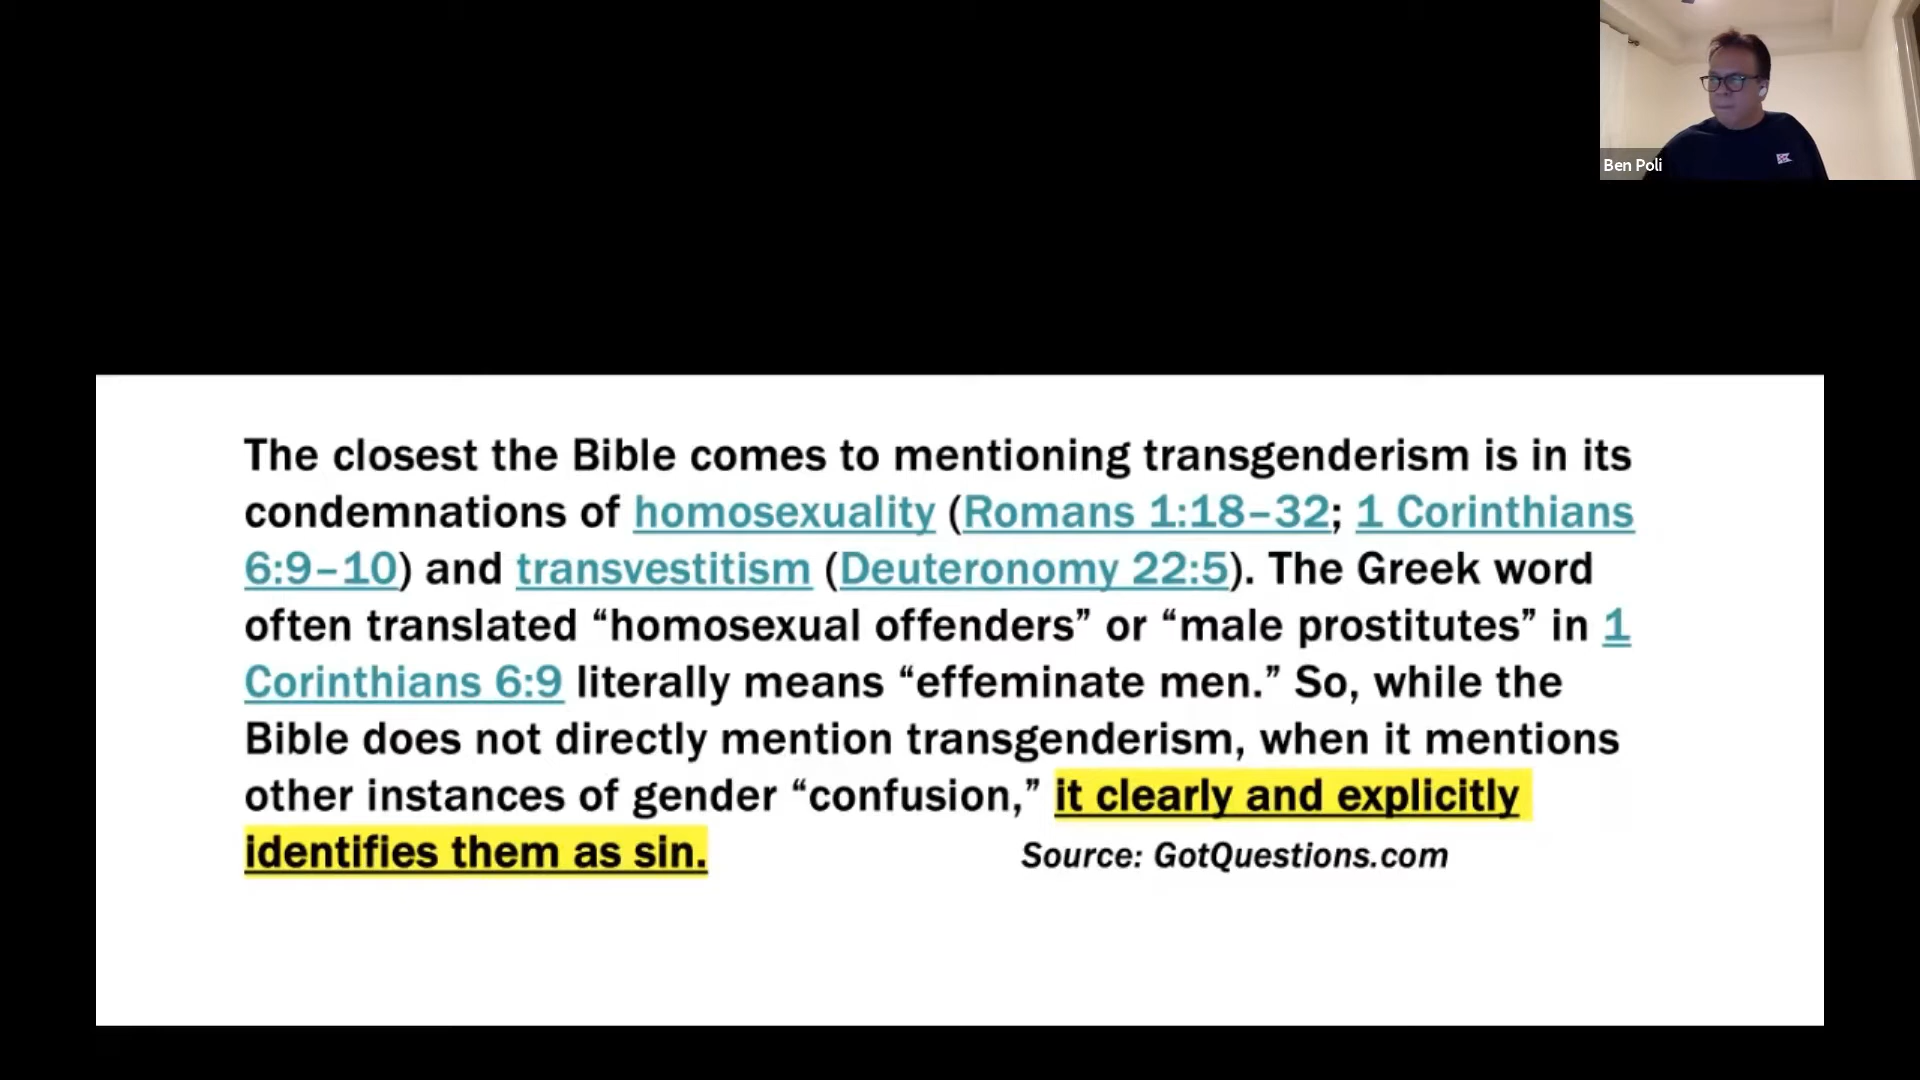 Ben Poli
The closest the Bible comes to mentioning transgenderism is in its
condemnations of homosexuality (Romans 1:18–32; 1 Corinthians
6:9–10) and transvestitism (Deuteronomy 22:5). The Greek word
often translated “homosexual offenders” or “male prostitutes” in 1
Corinthians 6:9 literally means “effeminate men.” So, while the
Bible does not directly mention transgenderism, when it mentions
other instances of gender “confusion,” it clearly and explicitly
identifies them as sin.
Source: GotQuestions.com